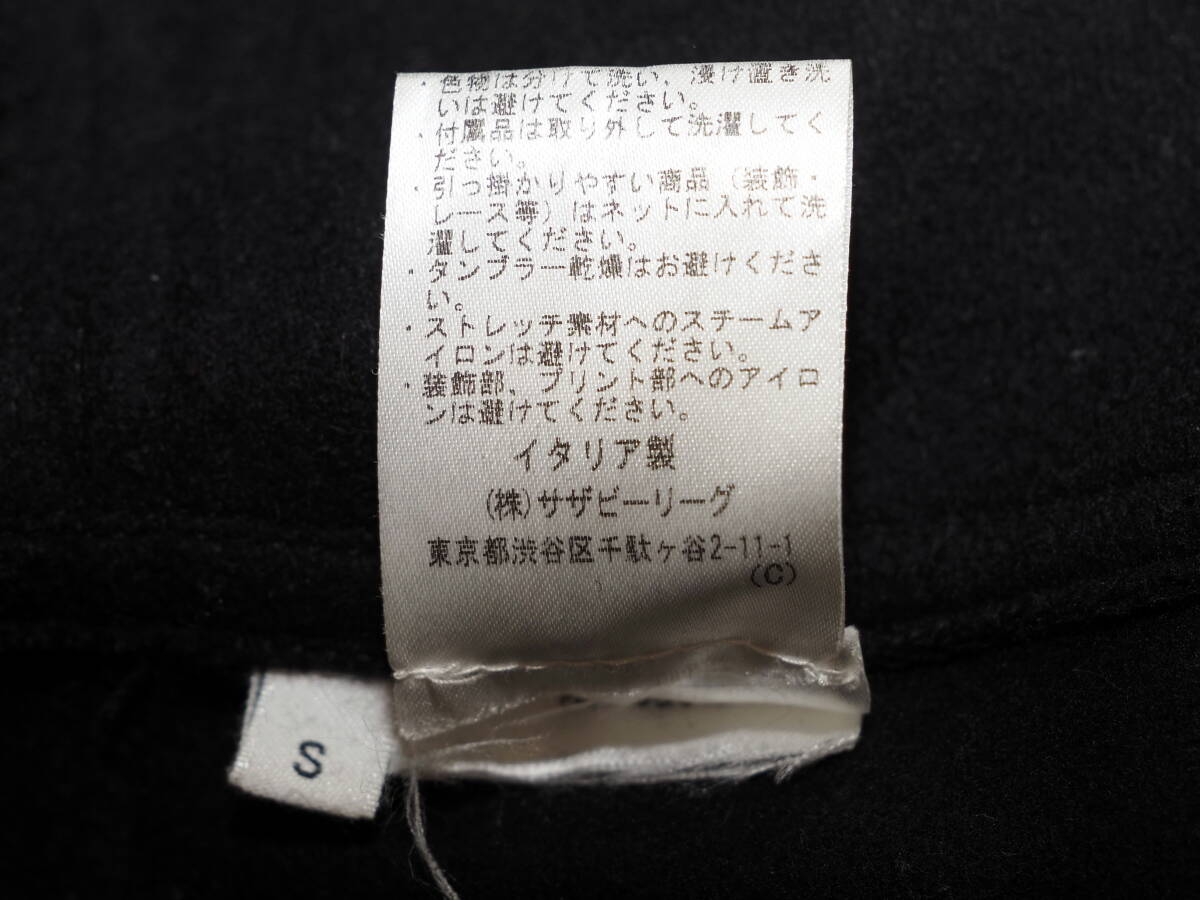 ・色物は分けて洗い、浸け置き洗
いは避けてください。
・付属品は取り外して洗濯してく
ださい。
・引っ掛かりやすい商品（装飾・
レース等）はネットに入れて洗
濯してください。
・タンブラー乾燥はお避けくださ
い。
・ストレッチ素材へのスチームア
イロンは避けてください。
・装飾部、プリント部へのアイロ
ンは避けてください。
イタリア製
(株)サザビーリーグ
東京都渋谷区千駄ヶ谷2-11-1
(C)
S